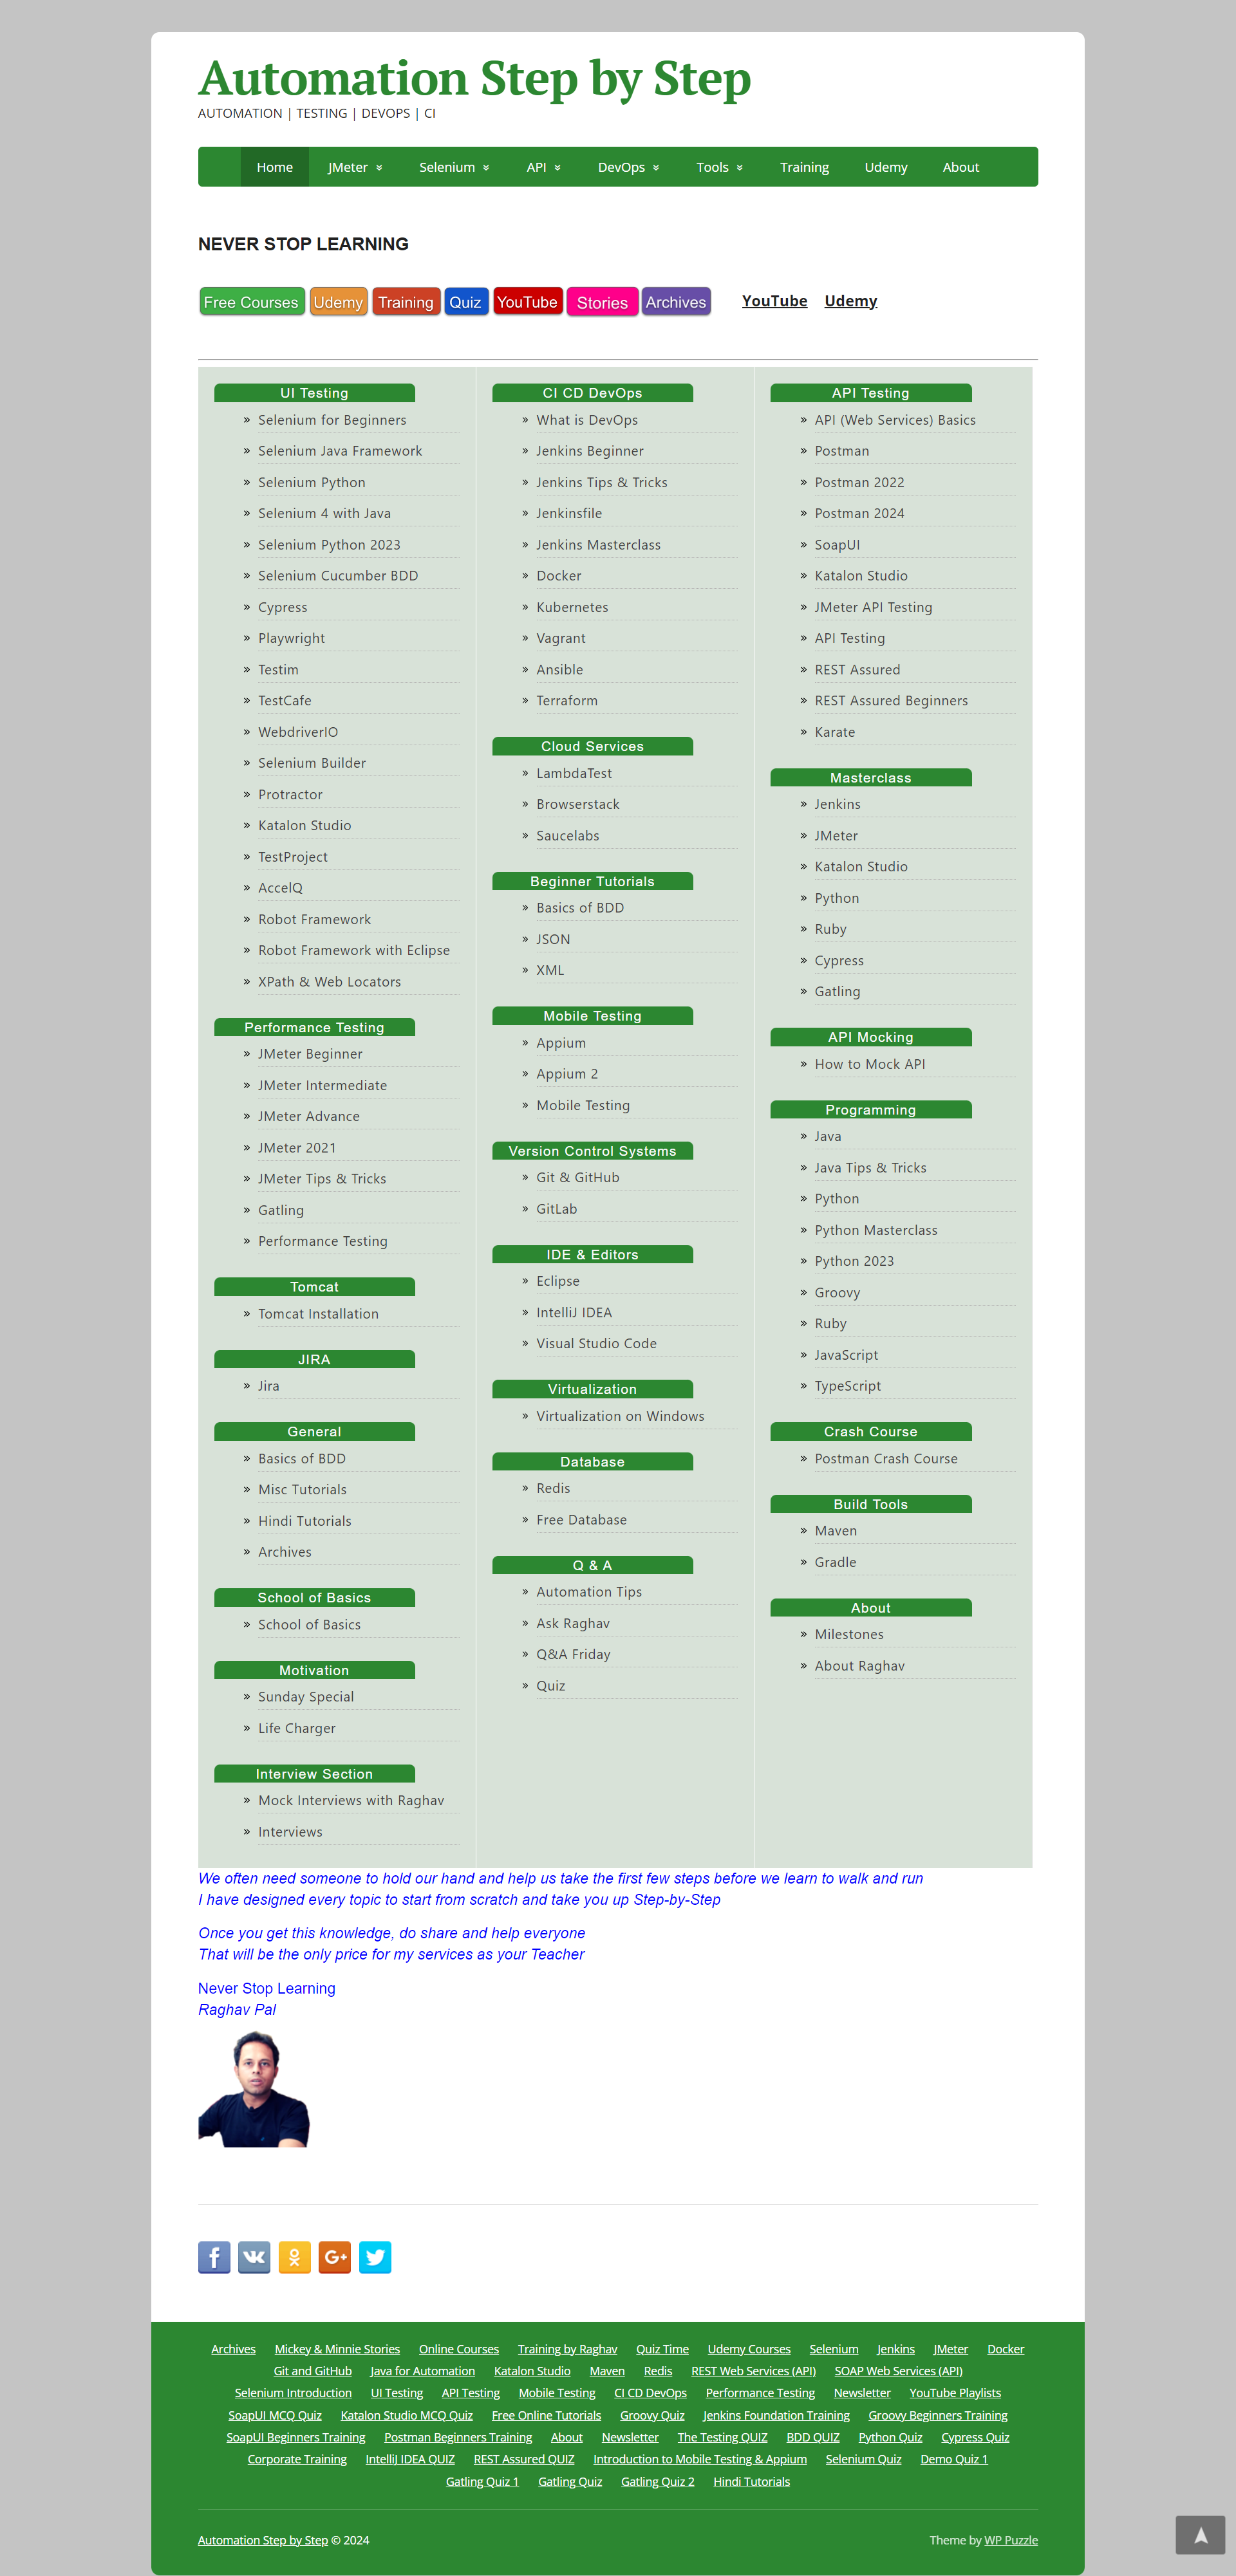 Automation Step by Step
AUTOMATION | TESTING | DEVOPS | CI
Home JMeter Selenium API DevOps Tools Training Udemy About
NEVER STOP LEARNING
Free Courses Udemy Training Quiz YouTube Stories Archives YouTube Udemy
UI Testing
» Selenium for Beginners
» Selenium Java Framework
» Selenium Python
» Selenium 4 with Java
» Selenium Python 2023
» Selenium Cucumber BDD
» Cypress
» Playwright
» Testim
» TestCafe
» WebdriverIO
» Selenium Builder
» Protractor
» Katalon Studio
» TestProject
» AccelQ
» Robot Framework
» Robot Framework with Eclipse
» XPath & Web Locators
Performance Testing
» JMeter Beginner
» JMeter Intermediate
» JMeter Advance
» JMeter 2021
» JMeter Tips & Tricks
» Gatling
» Performance Testing
Tomcat
» Tomcat Installation
JIRA
» Jira
General
» Basics of BDD
» Misc Tutorials
» Hindi Tutorials
» Archives
School of Basics
» School of Basics
Motivation
» Sunday Special
» Life Charger
Interview Section
» Mock Interviews with Raghav
» Interviews
CI CD DevOps
» What is DevOps
» Jenkins Beginner
» Jenkins Tips & Tricks
» Jenkinsfile
» Jenkins Masterclass
» Docker
» Kubernetes
» Vagrant
» Ansible
» Terraform
Cloud Services
» LambdaTest
» Browserstack
» Saucelabs
Beginner Tutorials
» Basics of BDD
» JSON
» XML
Mobile Testing
» Appium
» Appium 2
» Mobile Testing
Version Control Systems
» Git & GitHub
» GitLab
IDE & Editors
» Eclipse
» IntelliJ IDEA
» Visual Studio Code
Virtualization
» Virtualization on Windows
Database
» Redis
» Free Database
Q & A
» Automation Tips
» Ask Raghav
» Q&A Friday
» Quiz
API Testing
» API (Web Services) Basics
» Postman
» Postman 2022
» Postman 2024
» SoapUI
» Katalon Studio
» JMeter API Testing
» API Testing
» REST Assured
» REST Assured Beginners
» Karate
Masterclass
» Jenkins
» JMeter
» Katalon Studio
» Python
» Ruby
» Cypress
» Gatling
API Mocking
» How to Mock API
Programming
» Java
» Java Tips & Tricks
» Python
» Python Masterclass
» Python 2023
» Groovy
» Ruby
» JavaScript
» TypeScript
Crash Course
» Postman Crash Course
Build Tools
» Maven
» Gradle
About
» Milestones
» About Raghav
We often need someone to hold our hand and help us take the first few steps before we learn to walk and run
I have designed every topic to start from scratch and take you up Step-by-Step
Once you get this knowledge, do share and help everyone
That will be the only price for my services as your Teacher
Never Stop Learning
Raghav Pal
Archives Mickey & Minnie Stories Online Courses Training by Raghav Quiz Time Udemy Courses Selenium Jenkins JMeter Docker
Git and GitHub Java for Automation Katalon Studio Maven Redis REST Web Services (API) SOAP Web Services (API)
Selenium Introduction UI Testing API Testing Mobile Testing CI CD DevOps Performance Testing Newsletter YouTube Playlists
SoapUI MCQ Quiz Katalon Studio MCQ Quiz Free Online Tutorials Groovy Quiz Jenkins Foundation Training Groovy Beginners Training
SoapUI Beginners Training Postman Beginners Training About Newsletter The Testing QUIZ BDD QUIZ Python Quiz Cypress Quiz
Corporate Training IntelliJ IDEA QUIZ REST Assured QUIZ Introduction to Mobile Testing & Appium Selenium Quiz Demo Quiz 1
Gatling Quiz 1 Gatling Quiz Gatling Quiz 2 Hindi Tutorials
Automation Step by Step © 2024
Theme by WP Puzzle